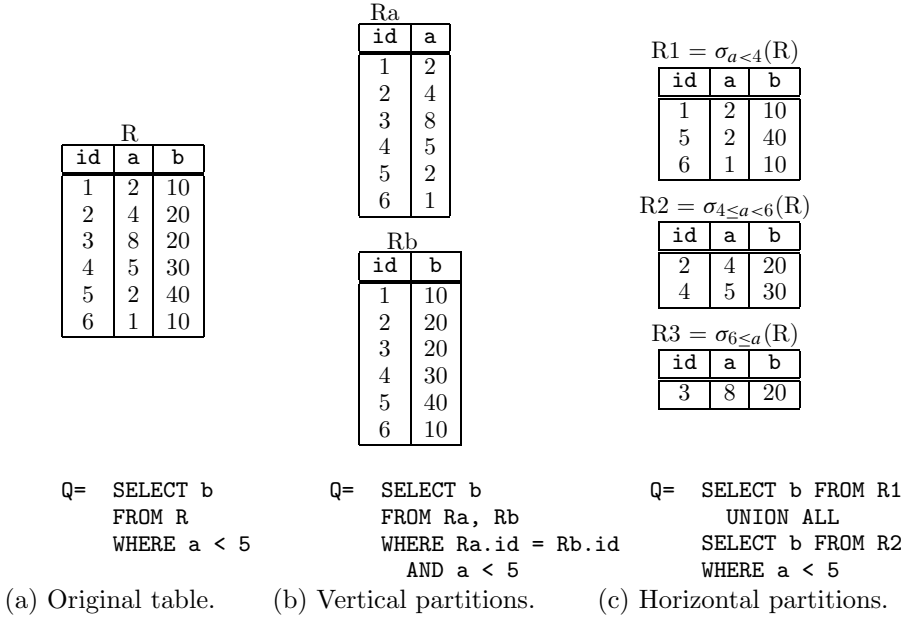 R
id a b
1 2 10
2 4 20
3 8 20
4 5 30
5 2 40
6 1 10
Q= SELECT b
FROM R
WHERE a < 5
(a) Original table.
Ra
id a
1 2
2 4
3 8
4 5
5 2
6 1
Rb
id b
1 10
2 20
3 20
4 30
5 40
6 10
Q= SELECT b
FROM Ra, Rb
WHERE Ra.id = Rb.id
AND a < 5
(b) Vertical partitions.
R1 = σa<4(R)
id a b
1 2 10
5 2 40
6 1 10
R2 = σ4≤a<6(R)
id a b
2 4 20
4 5 30
R3 = σ6≤a(R)
id a b
3 8 20
Q= SELECT b FROM R1
UNION ALL
SELECT b FROM R2
WHERE a < 5
(c) Horizontal partitions.